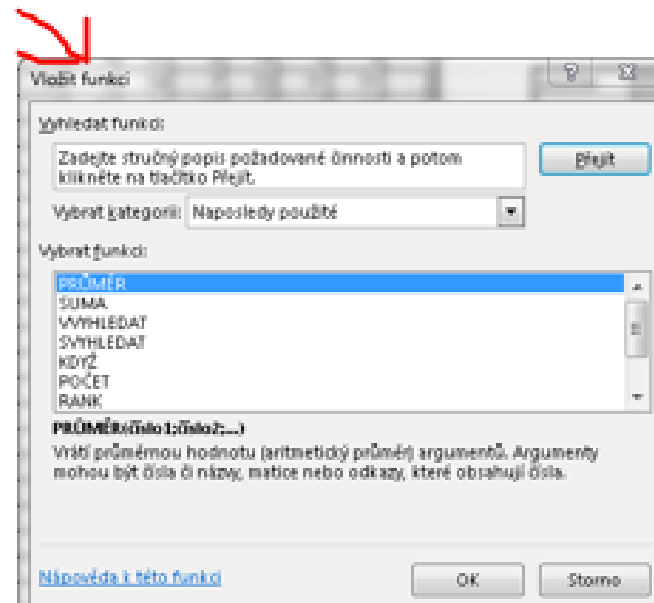 Vložit funkci
Vyhledat funkci:
Zadejte stručný popis požadované činnosti a potom
klikněte na tlačítko Přejít.
Přejít
Vybrat kategorii: Naposledy použité
Vybrat funkci:
PRŮMĚR
SUMA
VVYHLEDAT
SVYHLEDAT
KDYŽ
POČET
RANK
PRŮMĚR(číslo1;číslo2;...)
Vrátí průměrnou hodnotu (aritmetický průměr) argumentů. Argumenty
mohou být čísla či názvy, matice nebo odkazy, které obsahují čísla.
Nápověda k této funkci
OK
Storno